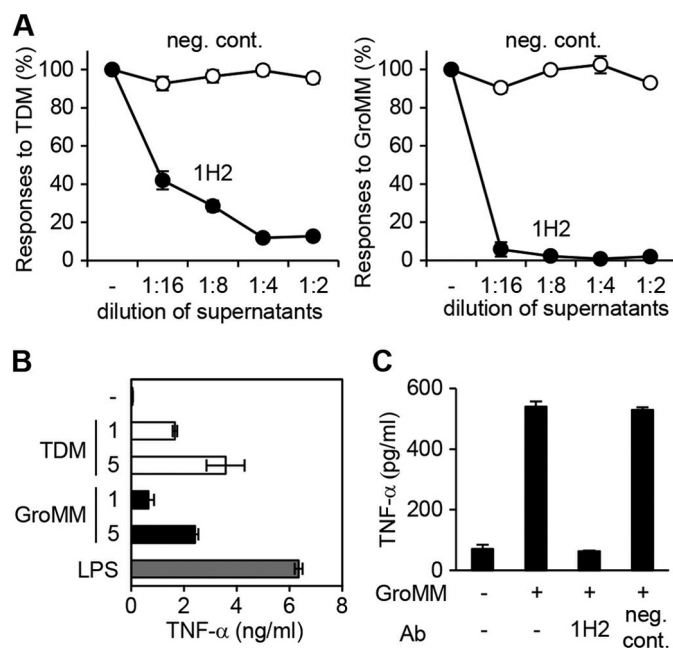 A
neg. cont.
Responses to TDM (%)
100
80
60
40
20
0
1H2
- 1:16 1:8 1:4 1:2
dilution of supernatants
neg. cont.
Responses to GroMM (%)
100
80
60
40
20
0
1H2
- 1:16 1:8 1:4 1:2
dilution of supernatants
B
-
TDM
1
5
GroMM
1
5
LPS
0 2 4 6 8
TNF-α (ng/ml)
C
TNF-α (pg/ml)
600
400
200
0
GroMM - + + +
Ab - - 1H2 neg. cont.